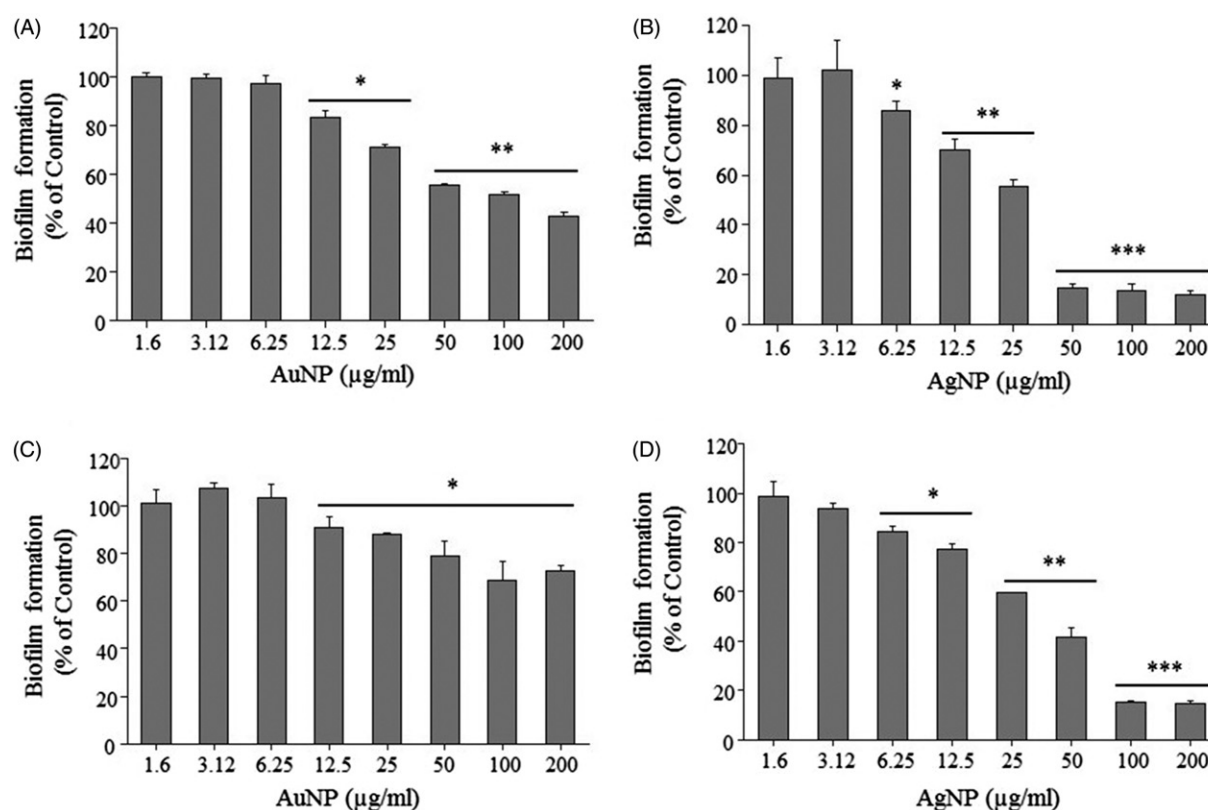 (A)
Biofilm formation
(% of Control)
120
100
80
60
40
20
0
*
**
1.6 3.12 6.25 12.5 25 50 100 200
AuNP (µg/ml)
(B)
Biofilm formation
(% of Control)
120
100
80
60
40
20
0
*
**
***
1.6 3.12 6.25 12.5 25 50 100 200
AgNP (µg/ml)
(C)
Biofilm formation
(% of Control)
120
100
80
60
40
20
0
*
1.6 3.12 6.25 12.5 25 50 100 200
AuNP (µg/ml)
(D)
Biofilm formation
(% of Control)
120
100
80
60
40
20
0
*
**
***
1.6 3.12 6.25 12.5 25 50 100 200
AgNP (µg/ml)